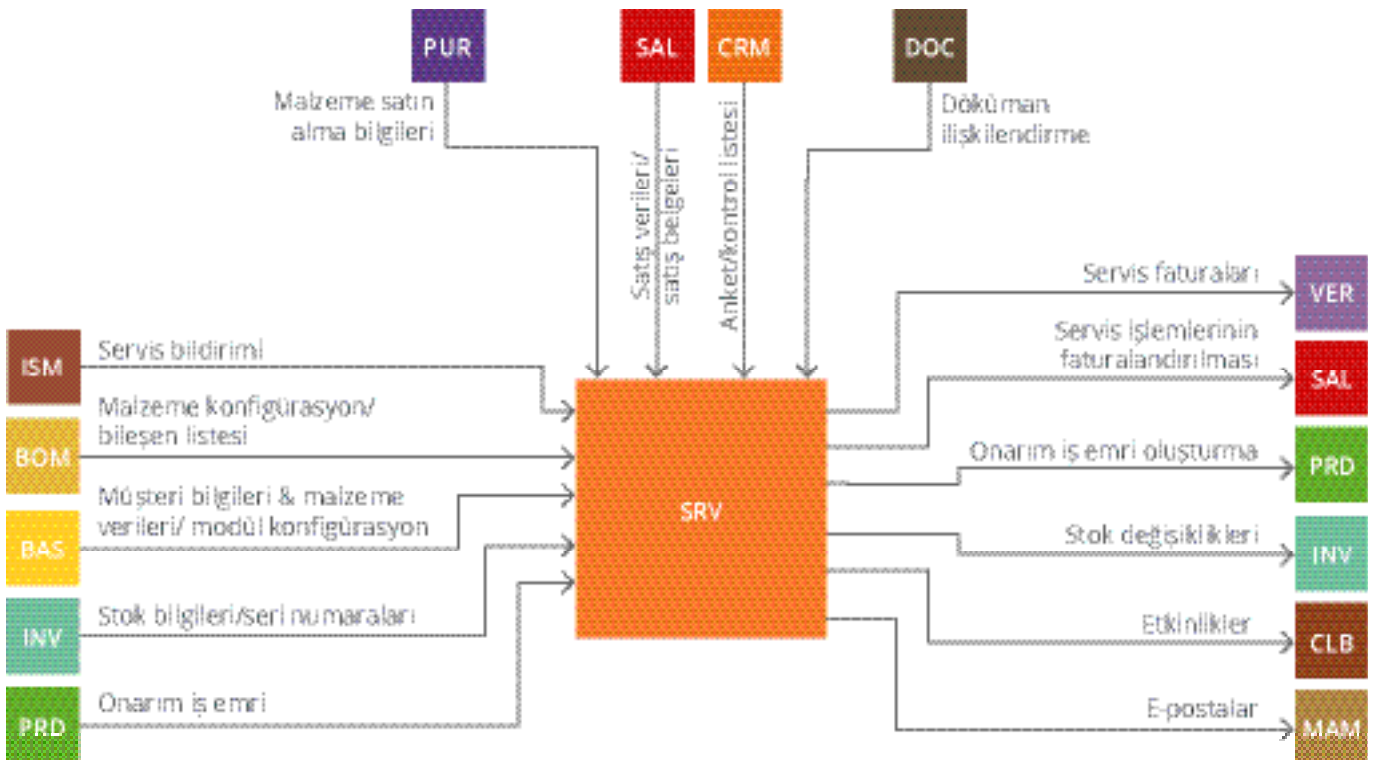 PUR
SAL
CRM
DOC
Malzeme satın
alma bilgileri
Satış verileri/
satış belgeleri
Anket/kontrol listesi
Döküman
ilişkilendirme
ISM
Servis bildirimi
BOM
Malzeme konfigürasyon/
bileşen listesi
BAS
Müşteri bilgileri & malzeme
verileri/ modül konfigürasyon
INV
Stok bilgileri/seri numaraları
PRD
Onarım iş emri
SRV
Servis faturaları
VER
Servis işlemlerinin
faturalandırılması
SAL
Onarım iş emri oluşturma
PRD
Stok değişiklikleri
INV
Etkinlikler
CLB
E-postalar
MAM